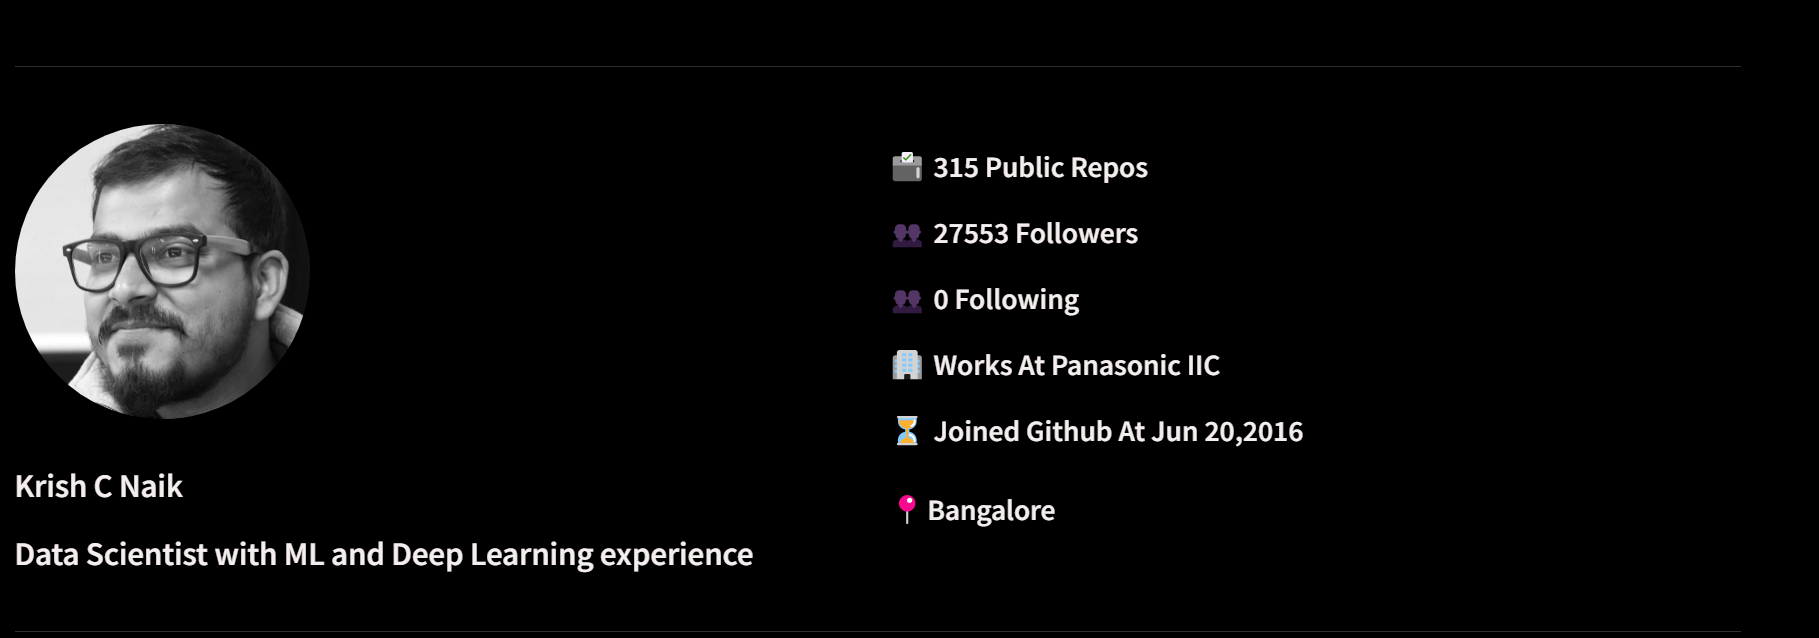 Krish C Naik
Data Scientist with ML and Deep Learning experience
315 Public Repos
27553 Followers
0 Following
Works At Panasonic IIC
Joined Github At Jun 20,2016
Bangalore